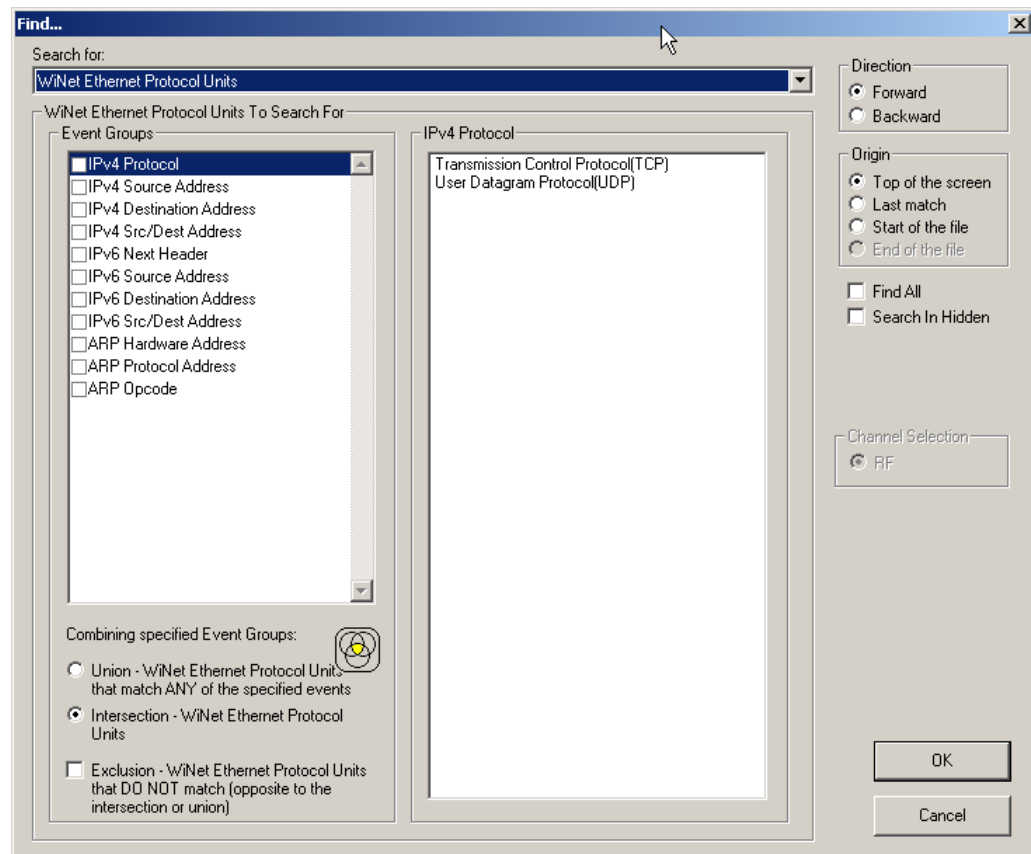 Find...
Search for:
WiNet Ethernet Protocol Units
WiNet Ethernet Protocol Units To Search For
Event Groups
IPv4 Protocol
IPv4 Source Address
IPv4 Destination Address
IPv4 Src/Dest Address
IPv6 Next Header
IPv6 Source Address
IPv6 Destination Address
IPv6 Src/Dest Address
ARP Hardware Address
ARP Protocol Address
ARP Opcode
Combining specified Event Groups:
Union - WiNet Ethernet Protocol Units
that match ANY of the specified events
Intersection - WiNet Ethernet Protocol
Units
Exclusion - WiNet Ethernet Protocol Units
that DO NOT match (opposite to the
intersection or union)
IPv4 Protocol
Transmission Control Protocol(TCP)
User Datagram Protocol(UDP)
Direction
Forward
Backward
Origin
Top of the screen
Last match
Start of the file
End of the file
Find All
Search In Hidden
Channel Selection
RF
OK
Cancel